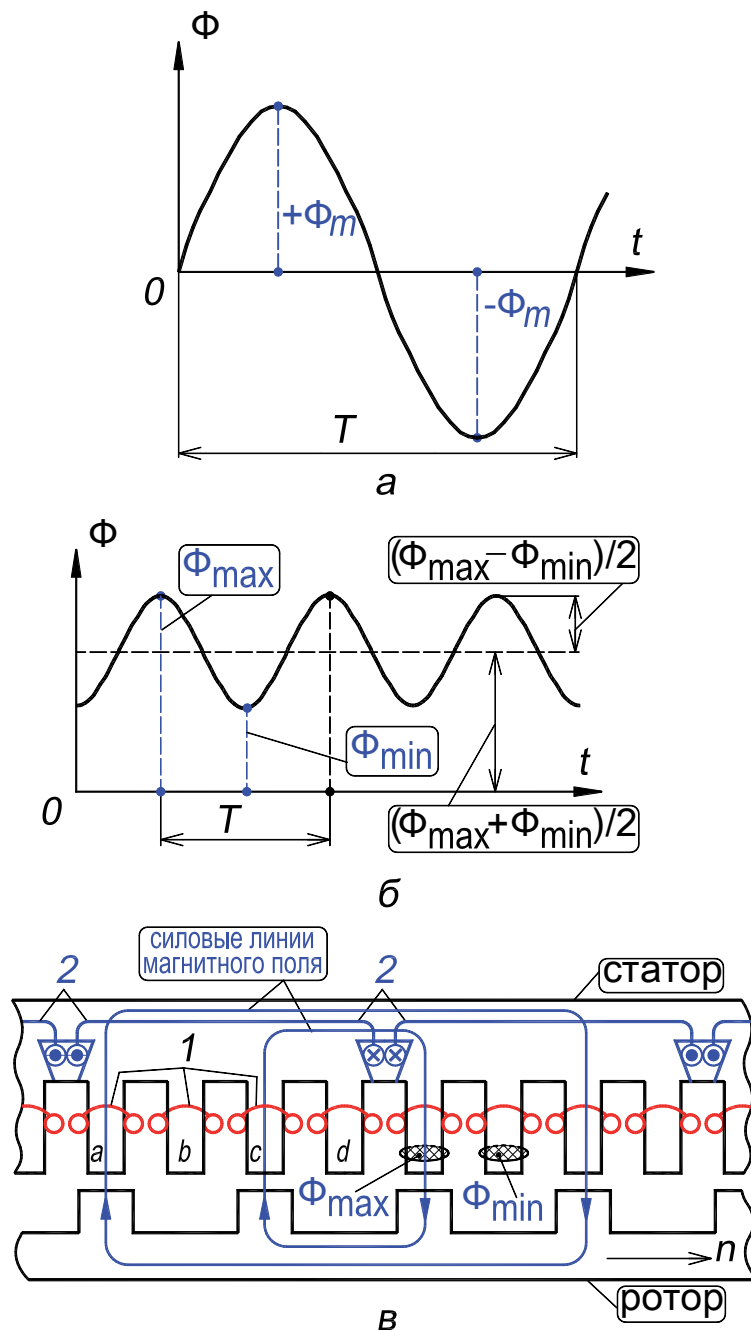 Φ
+Φm
t
0
-Φm
T
а
Φ
Φmax
(Φmax−Φmin)/2
Φmin
t
0
T
(Φmax+Φmin)/2
б
силовые линии
магнитного поля
2
2
статор
1
a b c d
Φmax
Φmin
n
ротор
в